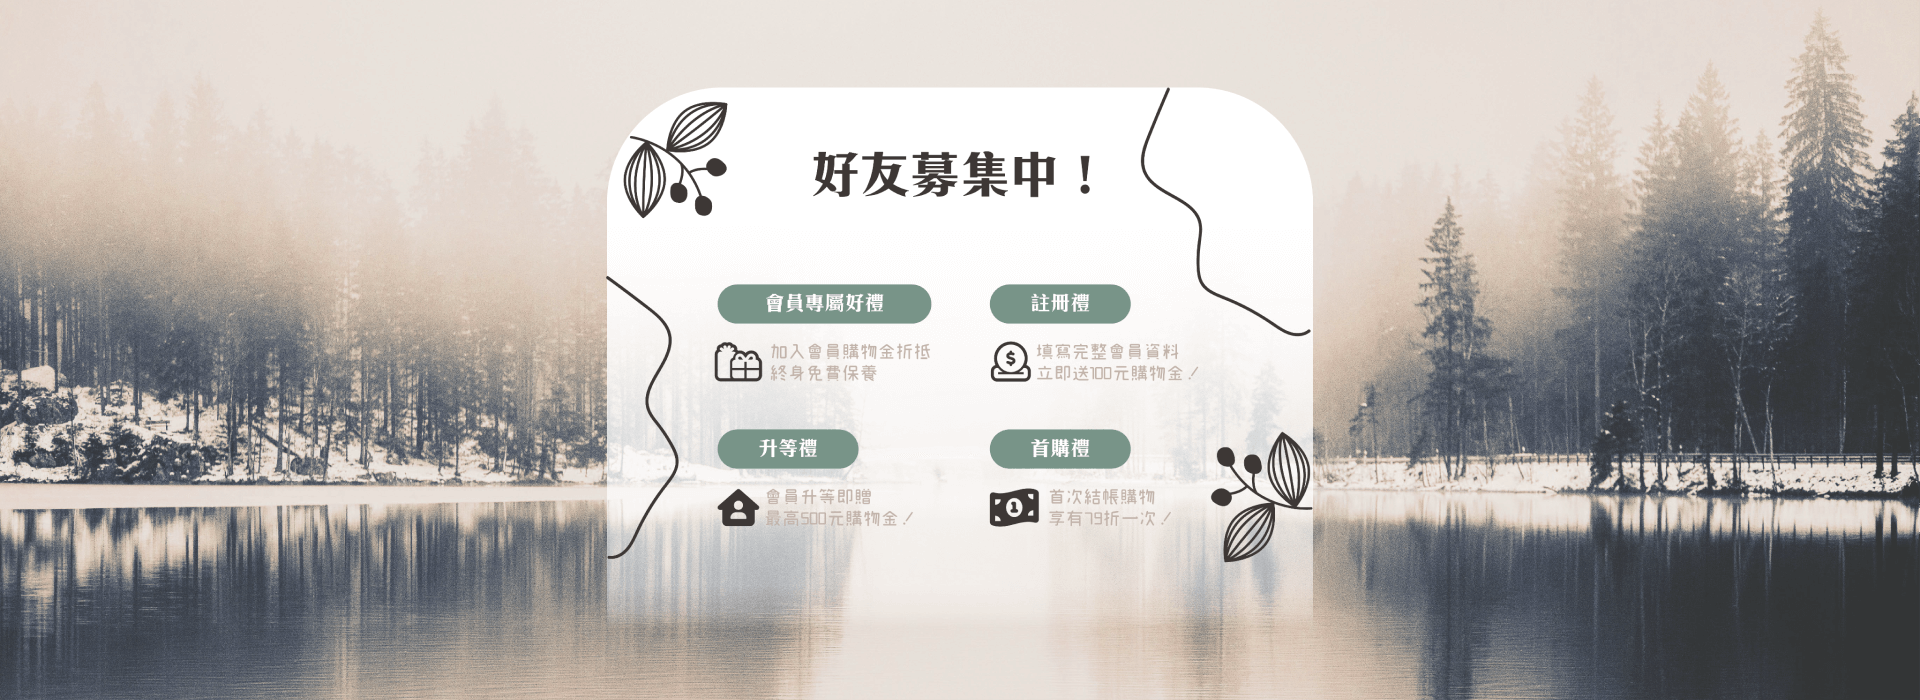 好友募集中！
會員專屬好禮
加入會員購物金折抵
終身免費保養
註冊禮
填寫完整會員資料
立即送100元購物金！
升等禮
會員升等即贈
最高500元購物金！
首購禮
首次結帳購物
享有79折一次！